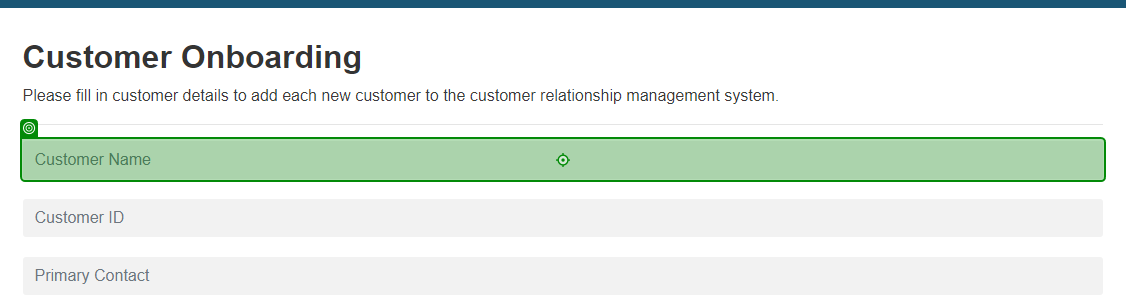 Customer Onboarding
Please fill in customer details to add each new customer to the customer relationship management system.
Customer Name
Customer ID
Primary Contact